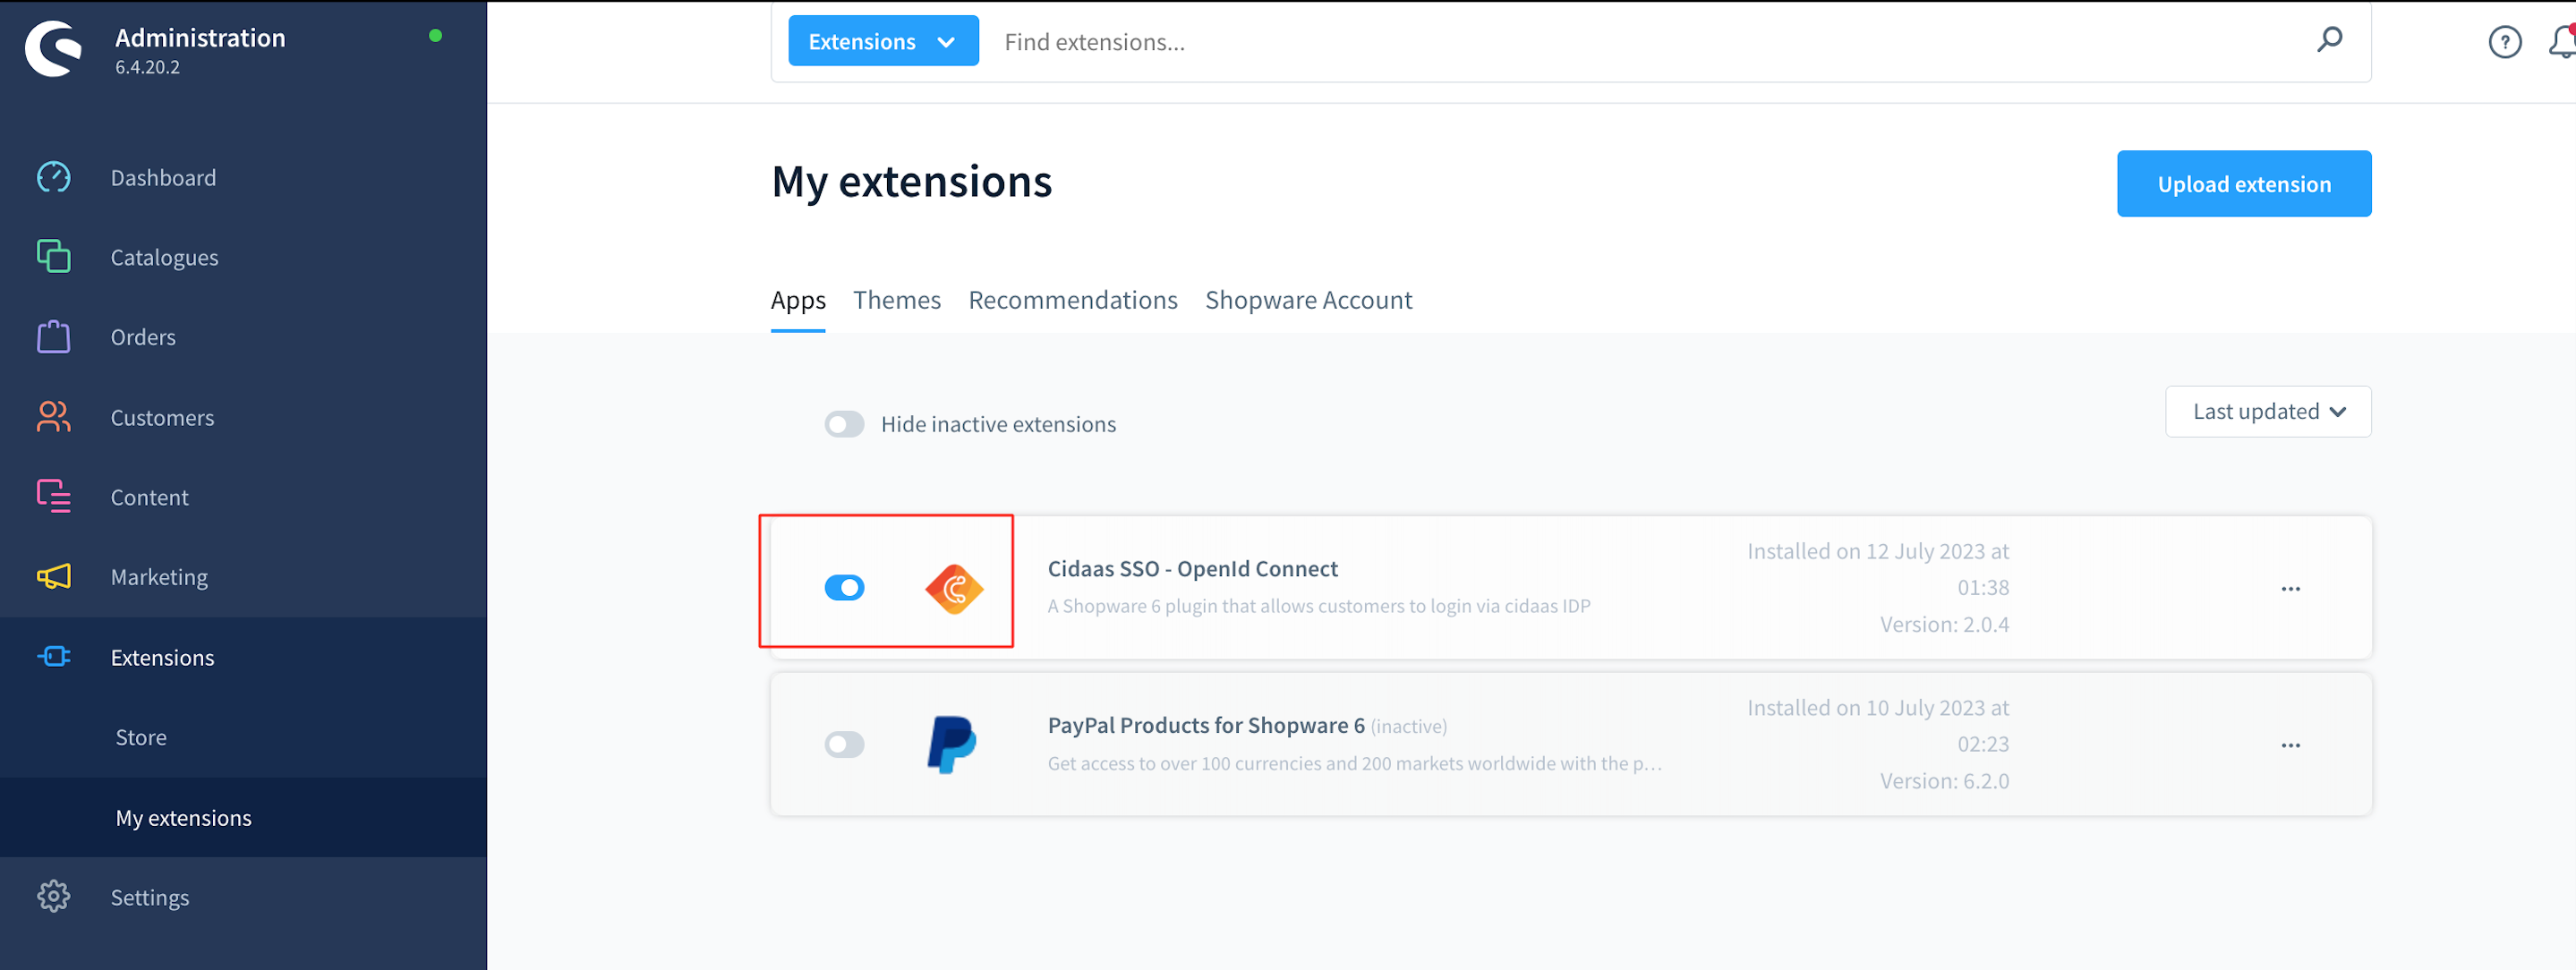 Administration
6.4.20.2
Dashboard
Catalogues
Orders
Customers
Content
Marketing
Extensions
Store
My extensions
Settings
Extensions
Find extensions...
My extensions
Upload extension
Apps Themes Recommendations Shopware Account
Hide inactive extensions
Last updated
Cidaas SSO - OpenId Connect
A Shopware 6 plugin that allows customers to login via cidaas IDP
Installed on 12 July 2023 at
01:38
Version: 2.0.4
PayPal Products for Shopware 6 (inactive)
Get access to over 100 currencies and 200 markets worldwide with the p...
Installed on 10 July 2023 at
02:23
Version: 6.2.0